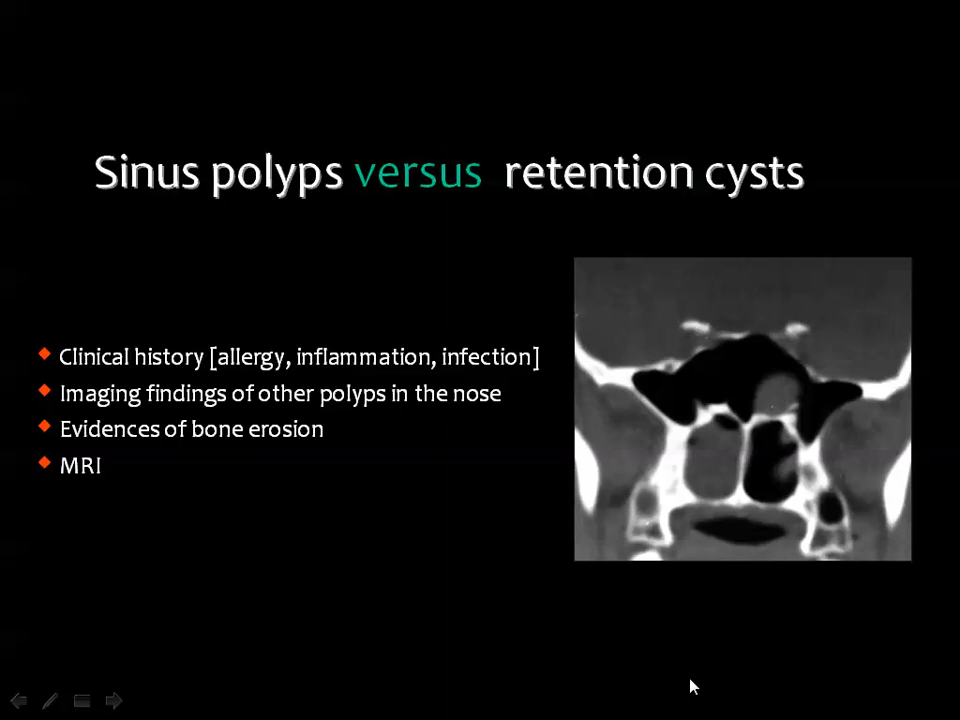 Sinus polyps versus retention cysts
Clinical history [allergy, inflammation, infection]
Imaging findings of other polyps in the nose
Evidences of bone erosion
MRI